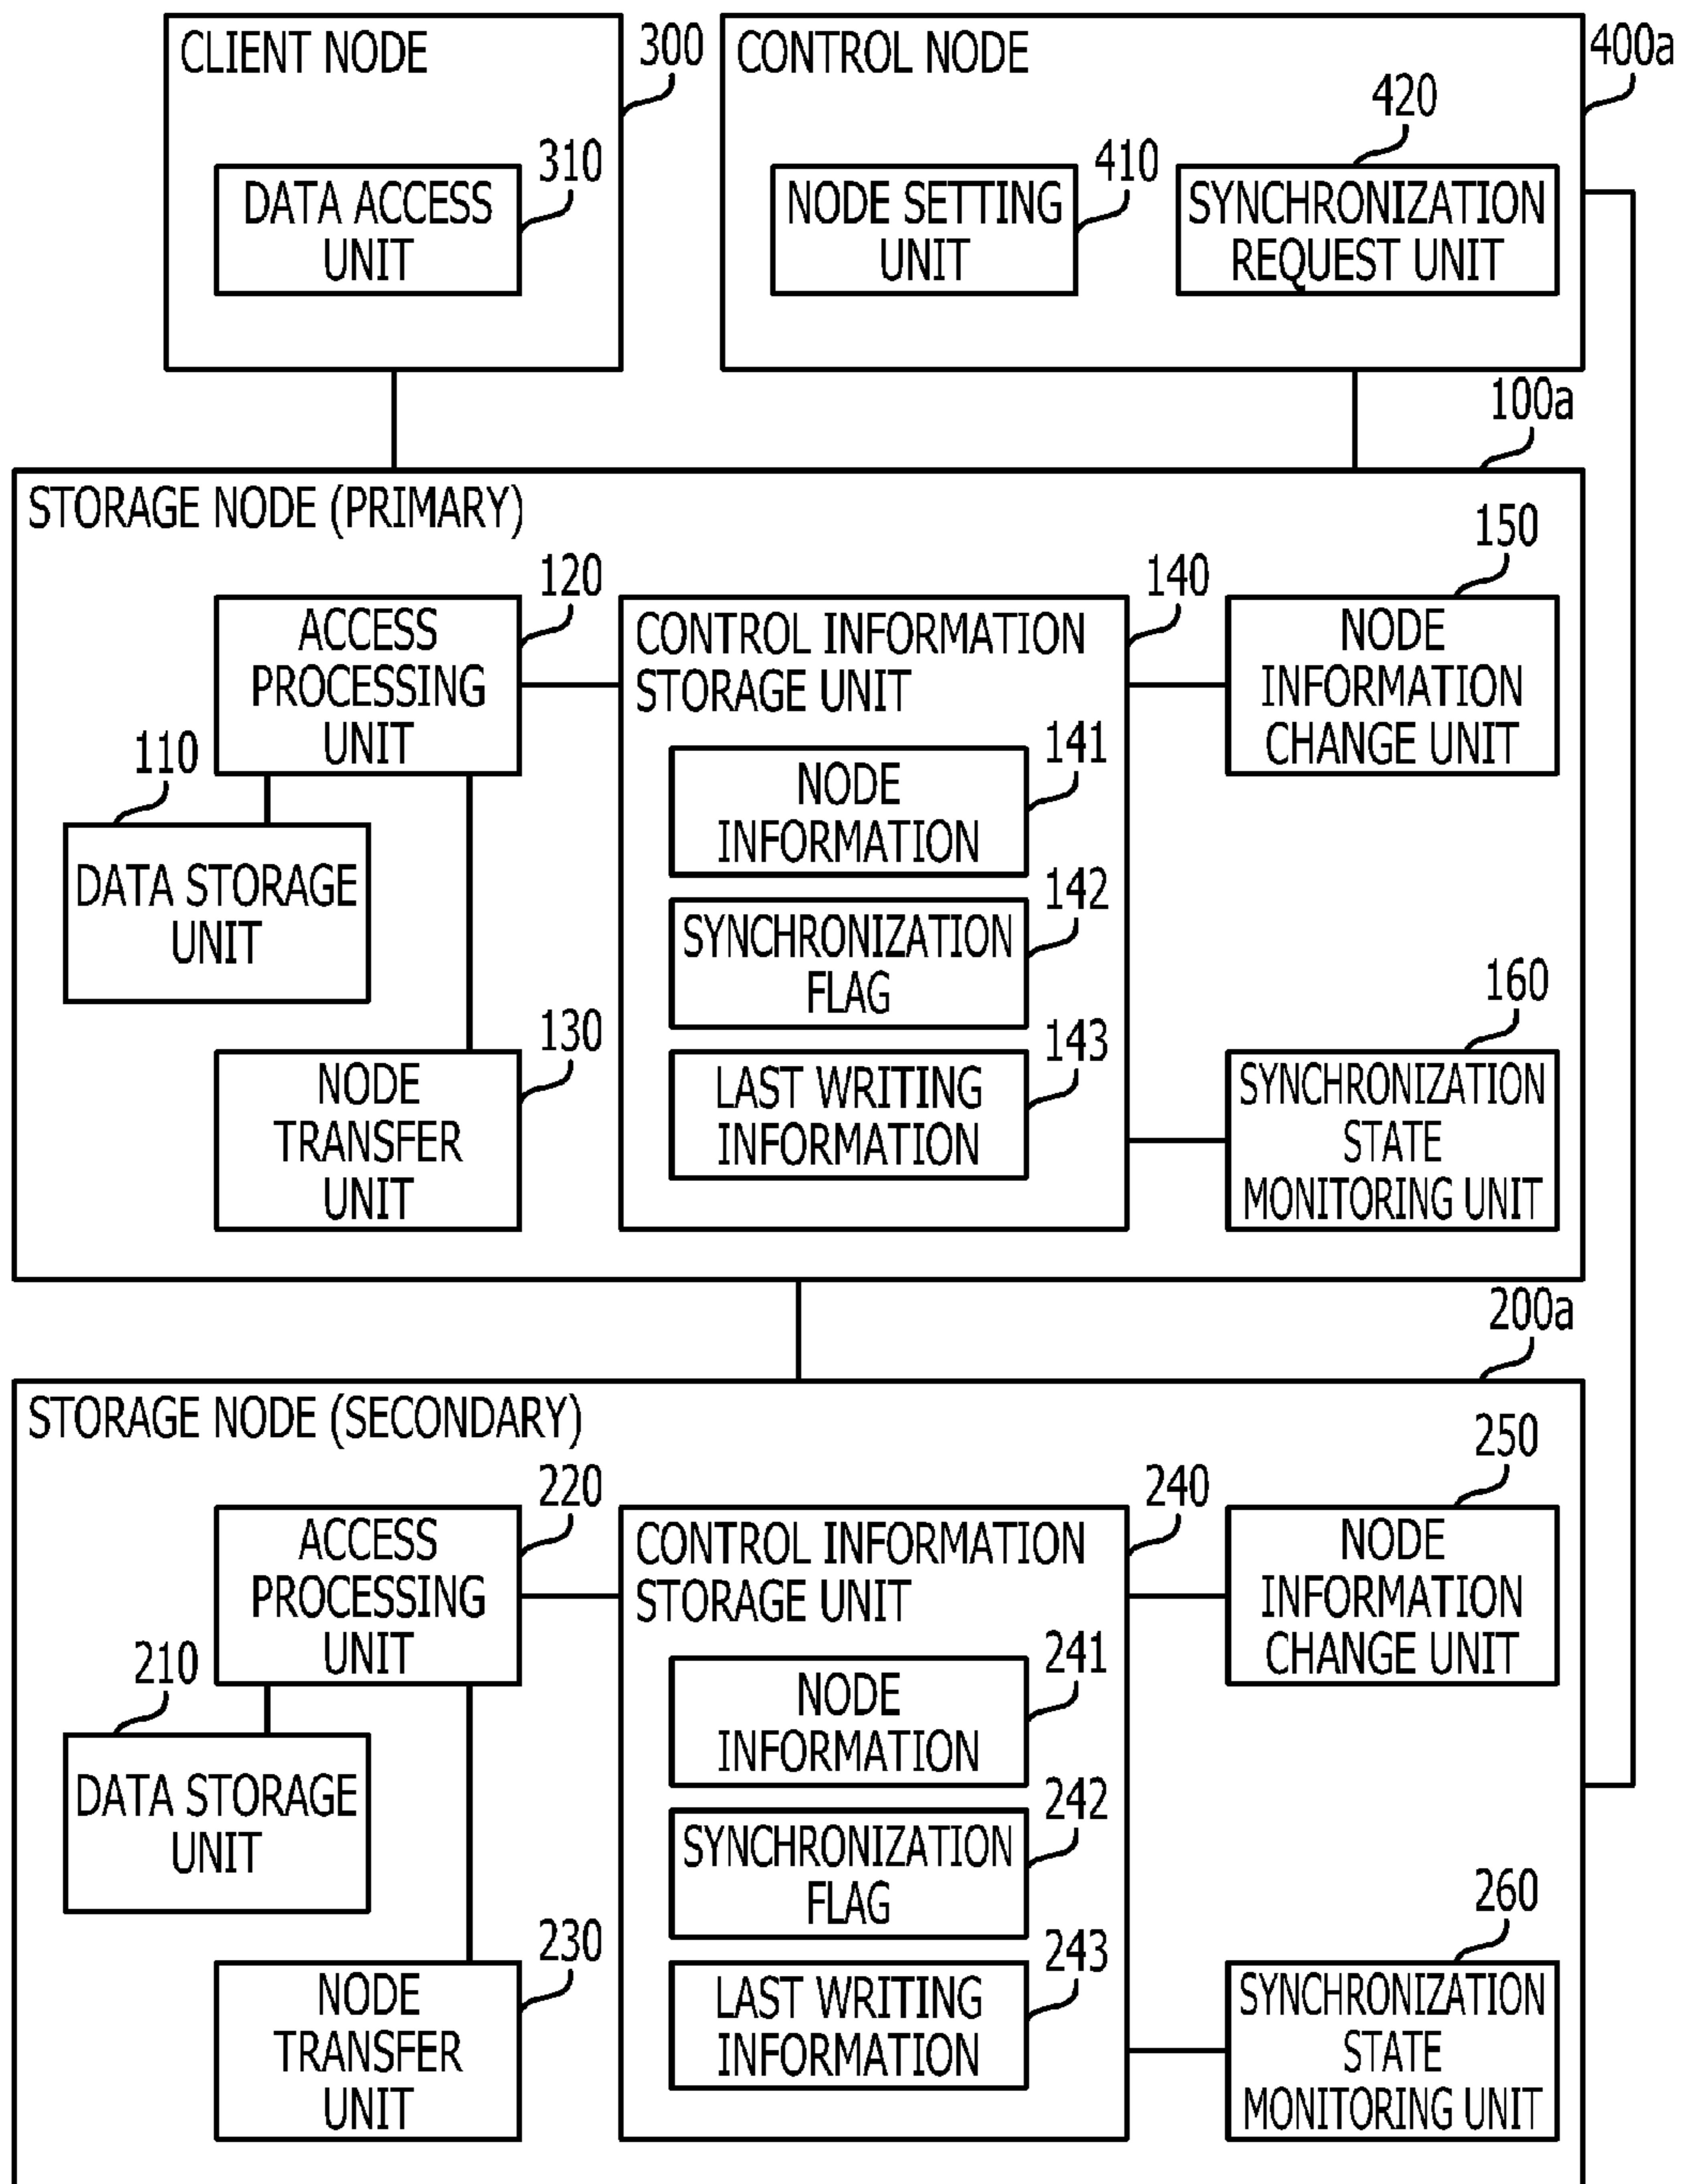 CLIENT NODE
300
DATA ACCESS
UNIT
310
CONTROL NODE
400a
NODE SETTING
UNIT
410
420
SYNCHRONIZATION
REQUEST UNIT
100a
STORAGE NODE (PRIMARY)
120
ACCESS
PROCESSING
UNIT
110
DATA STORAGE
UNIT
130
NODE
TRANSFER
UNIT
140
CONTROL INFORMATION
STORAGE UNIT
141
NODE
INFORMATION
142
SYNCHRONIZATION
FLAG
143
LAST WRITING
INFORMATION
150
NODE
INFORMATION
CHANGE UNIT
160
SYNCHRONIZATION
STATE
MONITORING UNIT
200a
STORAGE NODE (SECONDARY)
220
ACCESS
PROCESSING
UNIT
210
DATA STORAGE
UNIT
230
NODE
TRANSFER
UNIT
240
CONTROL INFORMATION
STORAGE UNIT
241
NODE
INFORMATION
242
SYNCHRONIZATION
FLAG
243
LAST WRITING
INFORMATION
250
NODE
INFORMATION
CHANGE UNIT
260
SYNCHRONIZATION
STATE
MONITORING UNIT